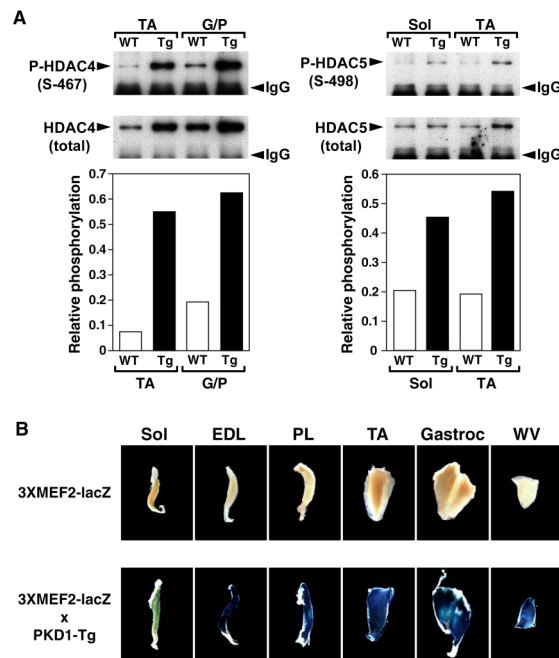 A
TA G/P
WT Tg WT Tg
P-HDAC4
(S-467)
IgG
HDAC4
(total)
IgG
Relative phosphorylation
0.7
0.6
0.5
0.4
0.3
0.2
0.1
0
WT Tg WT Tg
TA G/P
Sol TA
WT Tg WT Tg
P-HDAC5
(S-498)
IgG
HDAC5
(total)
IgG
Relative phosphorylation
0.6
0.5
0.4
0.3
0.2
0.1
0
WT Tg WT Tg
Sol TA
B
Sol EDL PL TA Gastroc WV
3XMEF2-lacZ
3XMEF2-lacZ
x
PKD1-Tg